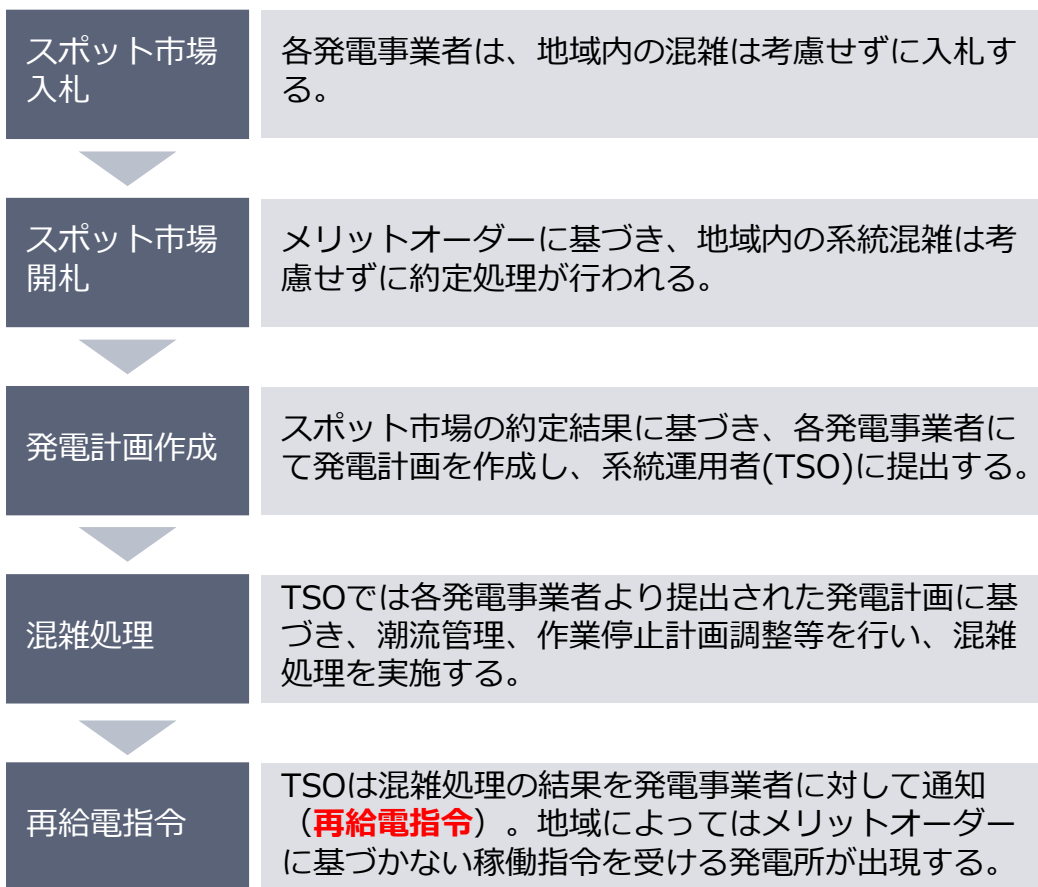 スポット市場
入札
各発電事業者は、地域内の混雑は考慮せずに入札す
る。
スポット市場
開札
メリットオーダーに基づき、地域内の系統混雑は考
慮せずに約定処理が行われる。
発電計画作成
スポット市場の約定結果に基づき、各発電事業者に
て発電計画を作成し、系統運用者(TSO)に提出する。
混雑処理
TSOでは各発電事業者より提出された発電計画に基
づき、潮流管理、作業停止計画調整等を行い、混雑
処理を実施する。
再給電指令
TSOは混雑処理の結果を発電事業者に対して通知
（再給電指令）。地域によってはメリットオーダー
に基づかない稼働指令を受ける発電所が出現する。